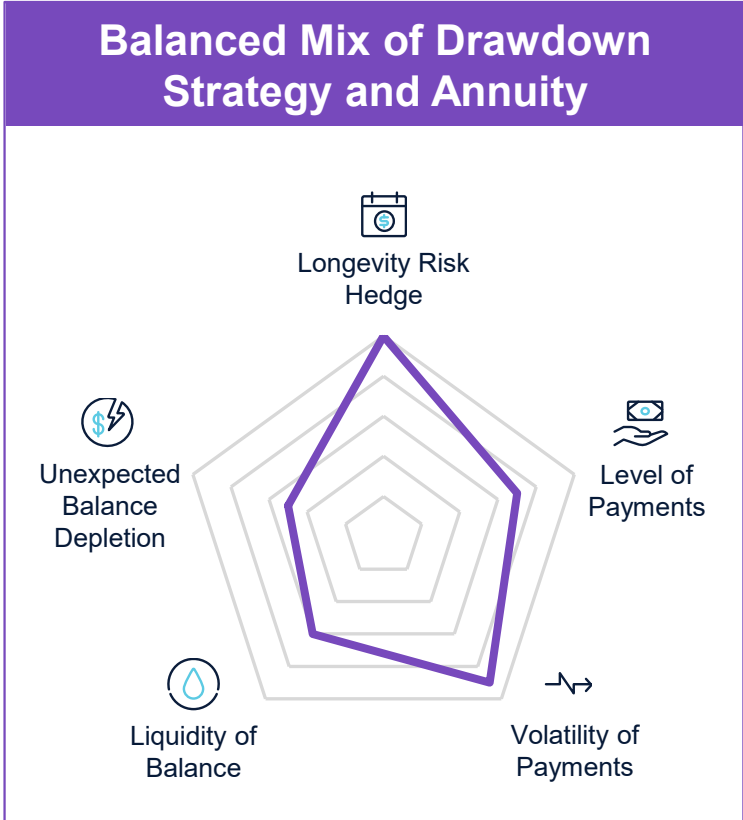 Balanced Mix of Drawdown
Strategy and Annuity
$
Longevity Risk
Hedge
$
Unexpected
Balance
Depletion
Level of
Payments
Liquidity of
Balance
Volatility of
Payments